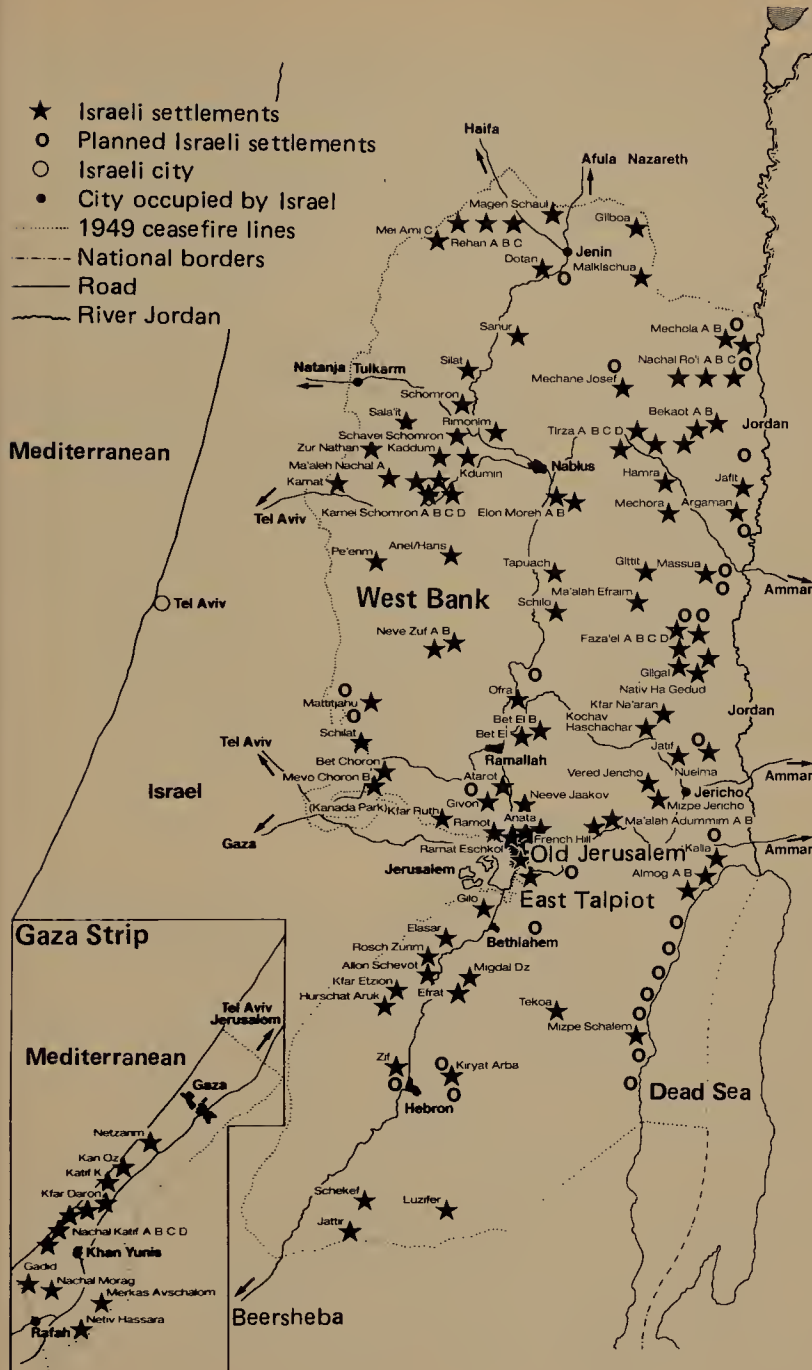 Israeli settlements
Planned Israeli settlements
Israeli city
City occupied by Israel
1949 ceasefire lines
National borders
Road
River Jordan
Haifa
Afula Nazareth
Magen Schaul
Gilboa
Mei Ami C
Rehan A B C
Jenin
Dotan
Malkischua
Sanur
Mechola A B
Silat
Nachal Ro'i A B C
Natanja Tulkarm
Mechane Josef
Schomron
Sala'it
Rimonim
Bekaot A B
Jordan
Mediterranean
Schavei Schomron
Tirza A B C D
Zur Nathan
Kaddum
Ma'aleh Nachal A
Kdumin
Nablus
Hamra
Jafit
Karnat
Tel Aviv
Karnei Schomron A B C D
Elon Moreh A B
Mechora
Argaman
Pe'enm
Anel/Hans
Tapuach
Gittit
Massua
Amman
West Bank
Ma'alah Efraim
Schilo
Tel Aviv
Neve Zuf A B
Faza'el A B C D
Gilgal
Nativ Ha Gedud
Mattitjahu
Ofra
Kfar Na'aran
Jordan
Schilat
Bet El B
Kochav
Haschachar
Bet El
Tel Aviv
Ramallah
Jatif
Nueima
Bet Choron
Amman
Israel
Mevo Choron B
Atarot
Vered Jericho
Jericho
Givon
Neeve Jaakov
Mizpe Jericho
(Kanada Park)
Kfar Ruth
Ramot
Anata
Ma'alah Adummim A B
Gaza
French Hill
Ramat Eschkol
Old Jerusalem
Kalia
Amman
Jerusalem
Almog A B
East Talpiot
Gilo
Gaza Strip
Elasar
Bethlahem
Rosch Zunm
Allon Schevot
Migdal Dz
Kfar Etzion
Efrat
Hurschat Aruk
Tekoa
Mizpe Schalem
Tel Aviv
Jerusalom
Mediterranean
Zif
Kiryat Arba
Gaza
Hebron
Dead Sea
Netzanm
Kan Oz
Katif K
Kfar Daron
Schekef
Luzifer
Nachal Katif A B C D
Jattir
Khan Yunis
Gadid
Nachal Morag
Merkas Avschalom
Beersheba
Rafah
Netiv Hassara